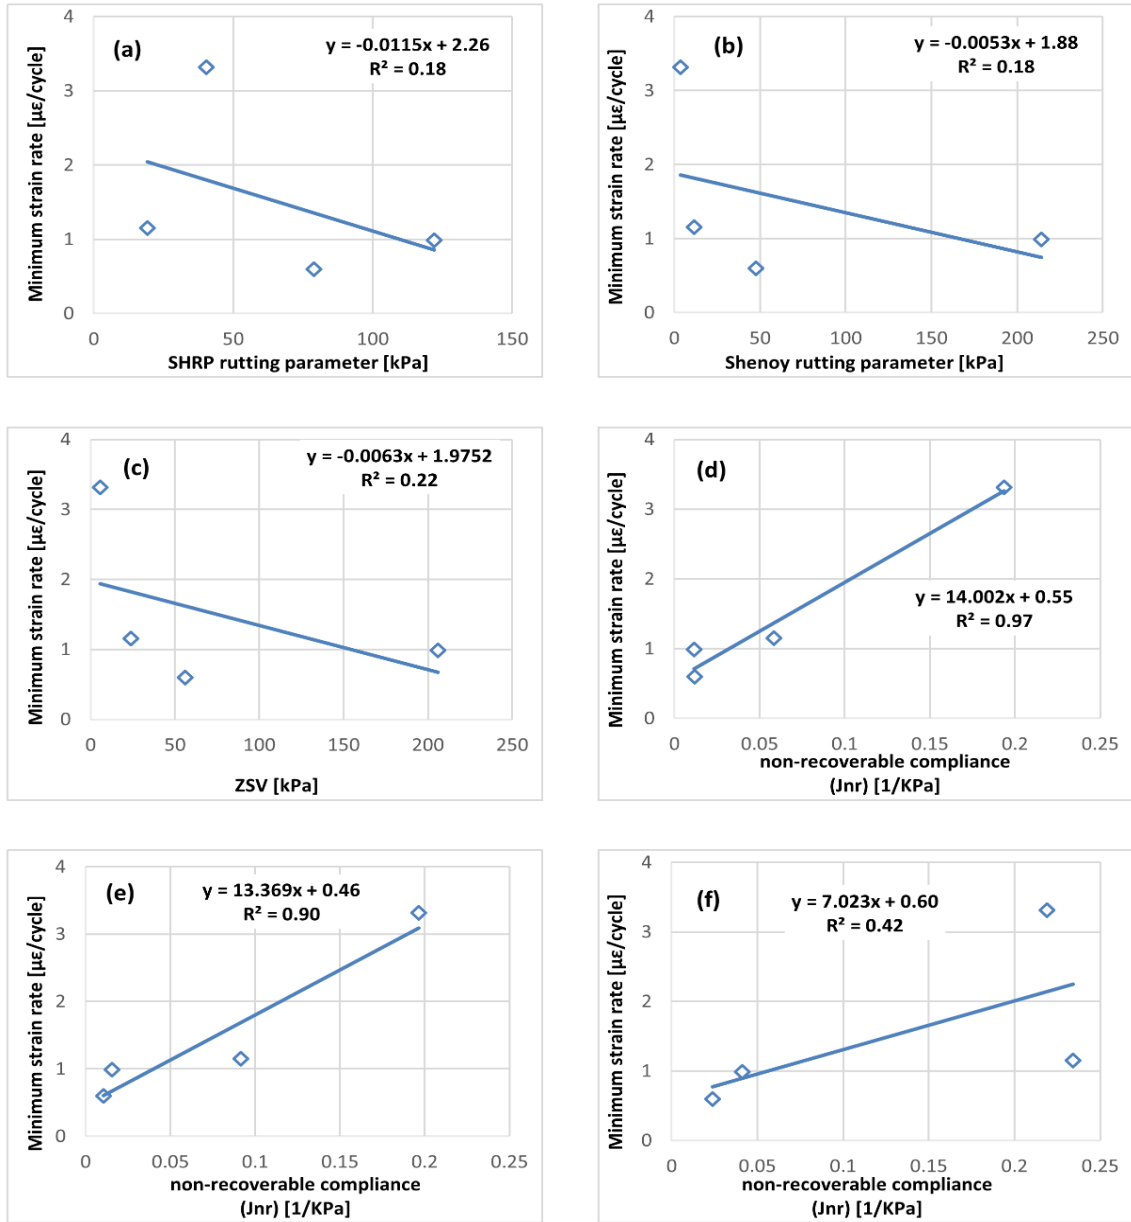 (a)
y = -0.0115x + 2.26
R² = 0.18
Minimum strain rate [µε/cycle]
4
3
2
1
0
0 50 100 150
SHRP rutting parameter [kPa]
(b)
y = -0.0053x + 1.88
R² = 0.18
Minimum strain rate [µε/cycle]
4
3
2
1
0
0 50 100 150 200 250
Shenoy rutting parameter [kPa]
(c)
y = -0.0063x + 1.9752
R² = 0.22
Minimum strain rate [µε/cycle]
4
3
2
1
0
0 50 100 150 200 250
ZSV [kPa]
(d)
y = 14.002x + 0.55
R² = 0.97
Minimum strain rate [µε/cycle]
4
3
2
1
0
0 0.05 0.1 0.15 0.2 0.25
non-recoverable compliance
(Jnr) [1/KPa]
(e)
y = 13.369x + 0.46
R² = 0.90
Minimum strain rate [µε/cycle]
4
3
2
1
0
0 0.05 0.1 0.15 0.2 0.25
non-recoverable compliance
(Jnr) [1/KPa]
(f)
y = 7.023x + 0.60
R² = 0.42
Minimum strain rate [µε/cycle]
4
3
2
1
0
0 0.05 0.1 0.15 0.2 0.25
non-recoverable compliance
(Jnr) [1/KPa]